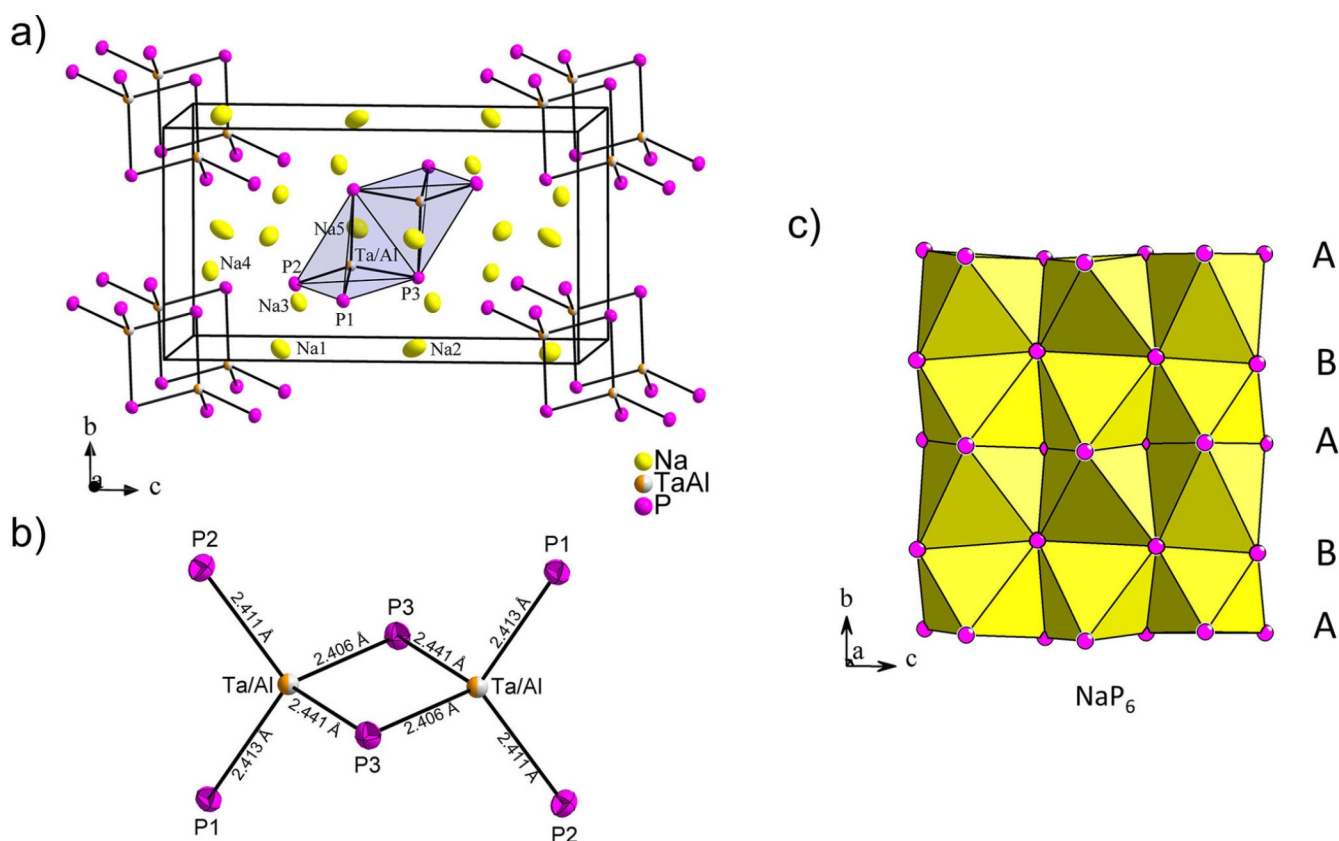 a)
Na5
Ta/Al
P2
Na4
P3
Na3
P1
Na1
Na2
b
a
c
Na
TaAl
P
b)
P2
P1
2.411 Å
P3
2.413 Å
2.406 Å
2.441 Å
Ta/Al
Ta/Al
2.441 Å
2.406 Å
2.413 Å
P3
2.411 Å
P1
P2
c)
A
B
A
B
A
b
a
c
NaP6